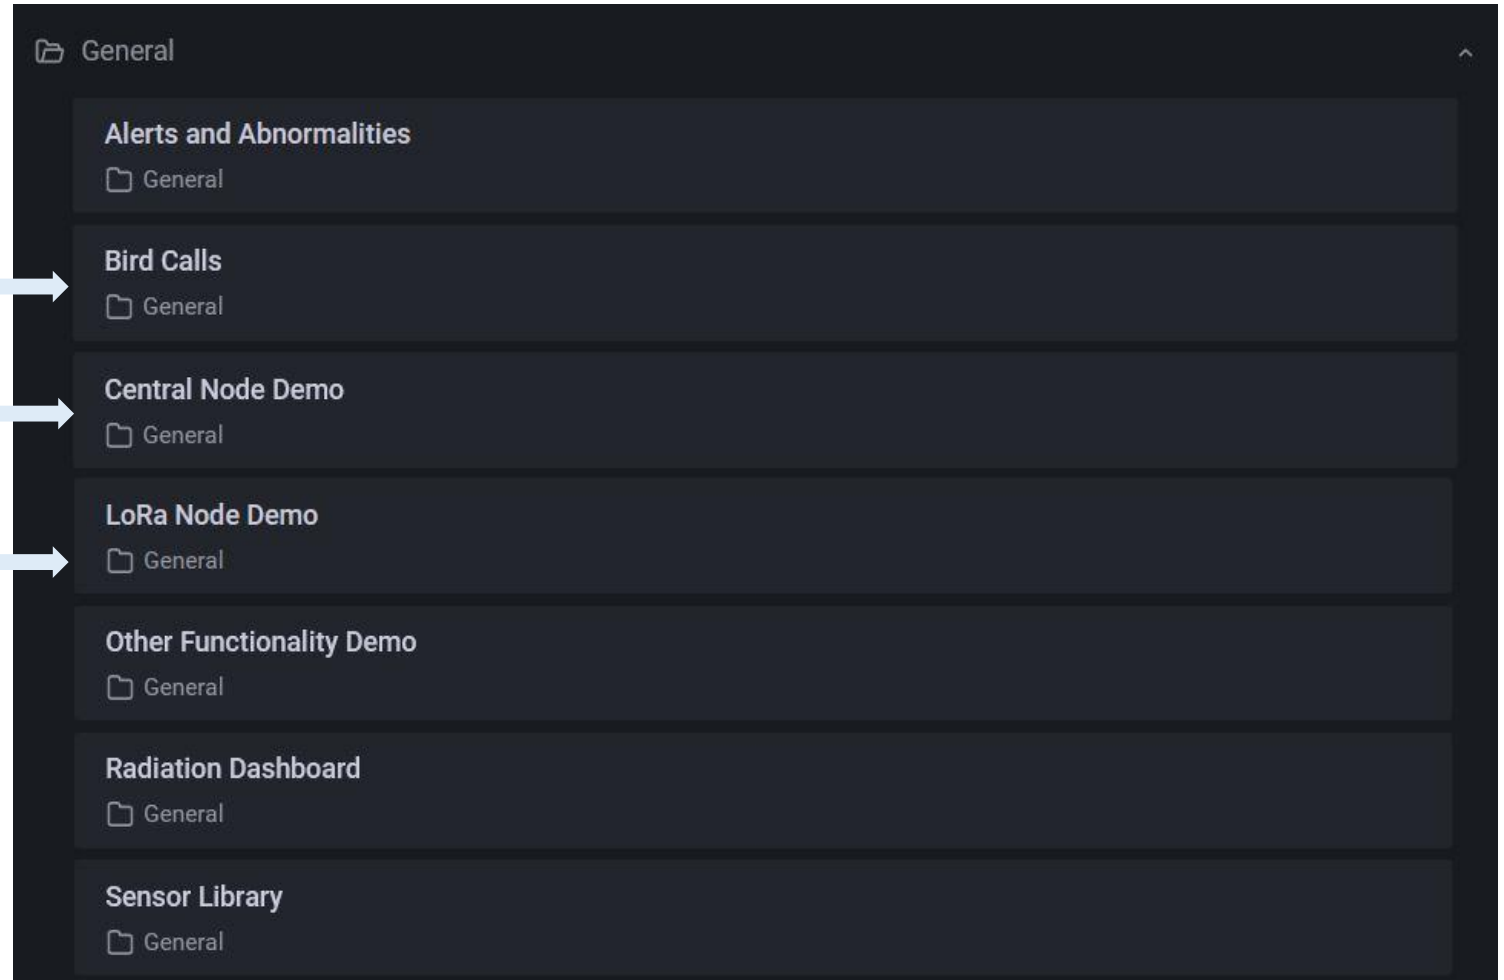 General
Alerts and Abnormalities
General
Bird Calls
General
Central Node Demo
General
LoRa Node Demo
General
Other Functionality Demo
General
Radiation Dashboard
General
Sensor Library
General